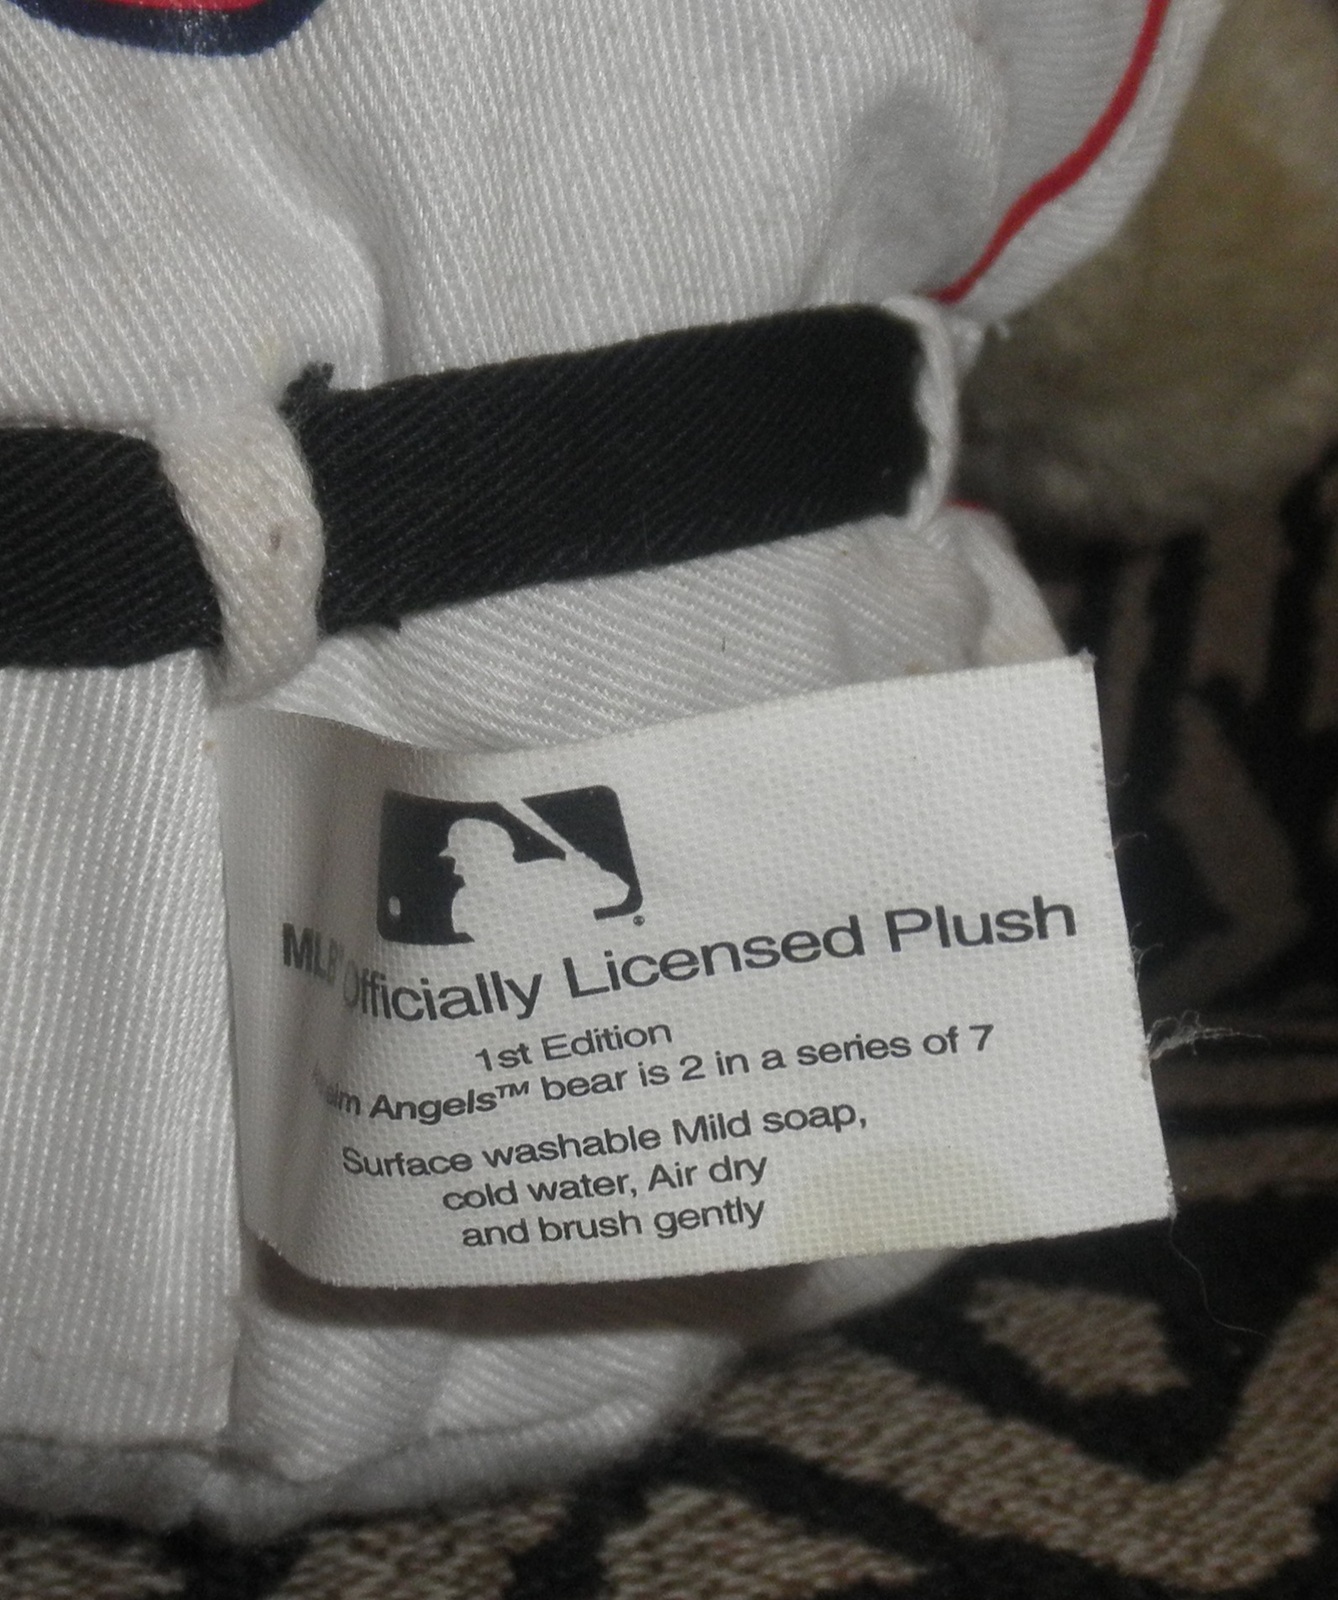 MLB Officially Licensed Plush
1st Edition
Angels™ bear is 2 in a series of 7
Surface washable Mild soap,
cold water, Air dry
and brush gently